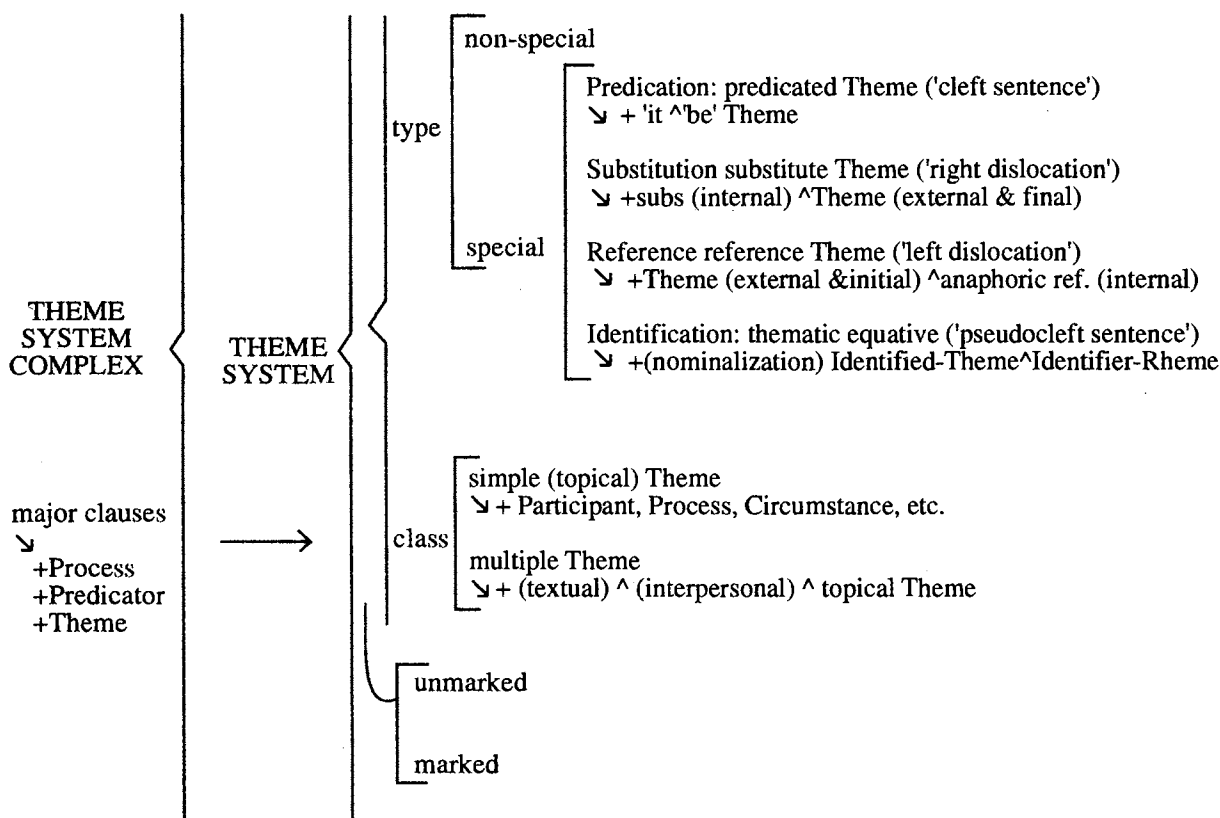 non-special
Predication: predicated Theme ('cleft sentence')
↘ + 'it ^'be' Theme
type
Substitution substitute Theme ('right dislocation')
↘ +subs (internal) ^Theme (external & final)
special
Reference reference Theme ('left dislocation')
↘ +Theme (external &initial) ^anaphoric ref. (internal)
Identification: thematic equative ('pseudocleft sentence')
↘ +(nominalization) Identified-Theme^Identifier-Rheme
THEME
SYSTEM
COMPLEX
THEME
SYSTEM
major clauses
↘
+Process
+Predicator
+Theme
class
simple (topical) Theme
↘ + Participant, Process, Circumstance, etc.
multiple Theme
↘ + (textual) ^ (interpersonal) ^ topical Theme
unmarked
marked